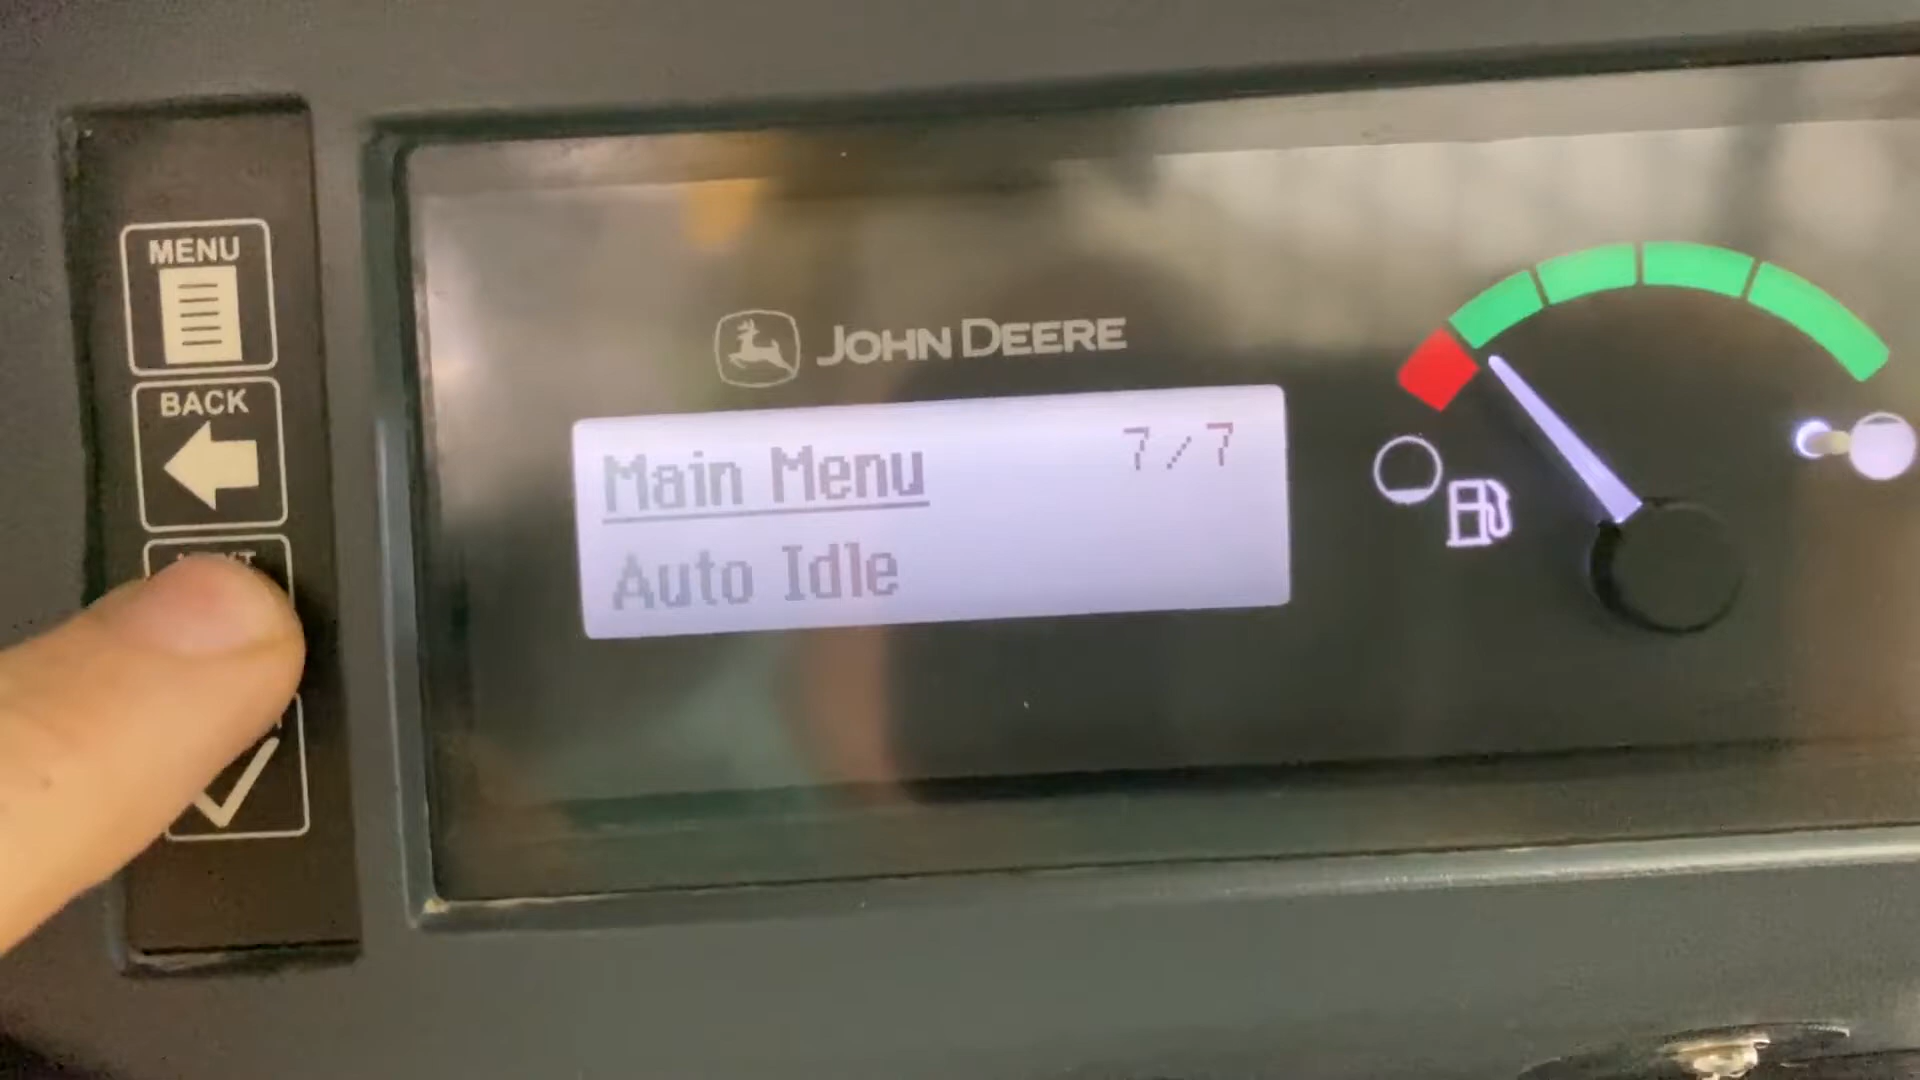 MENU
BACK
JOHN DEERE
Main Menu 7/7
Auto Idle